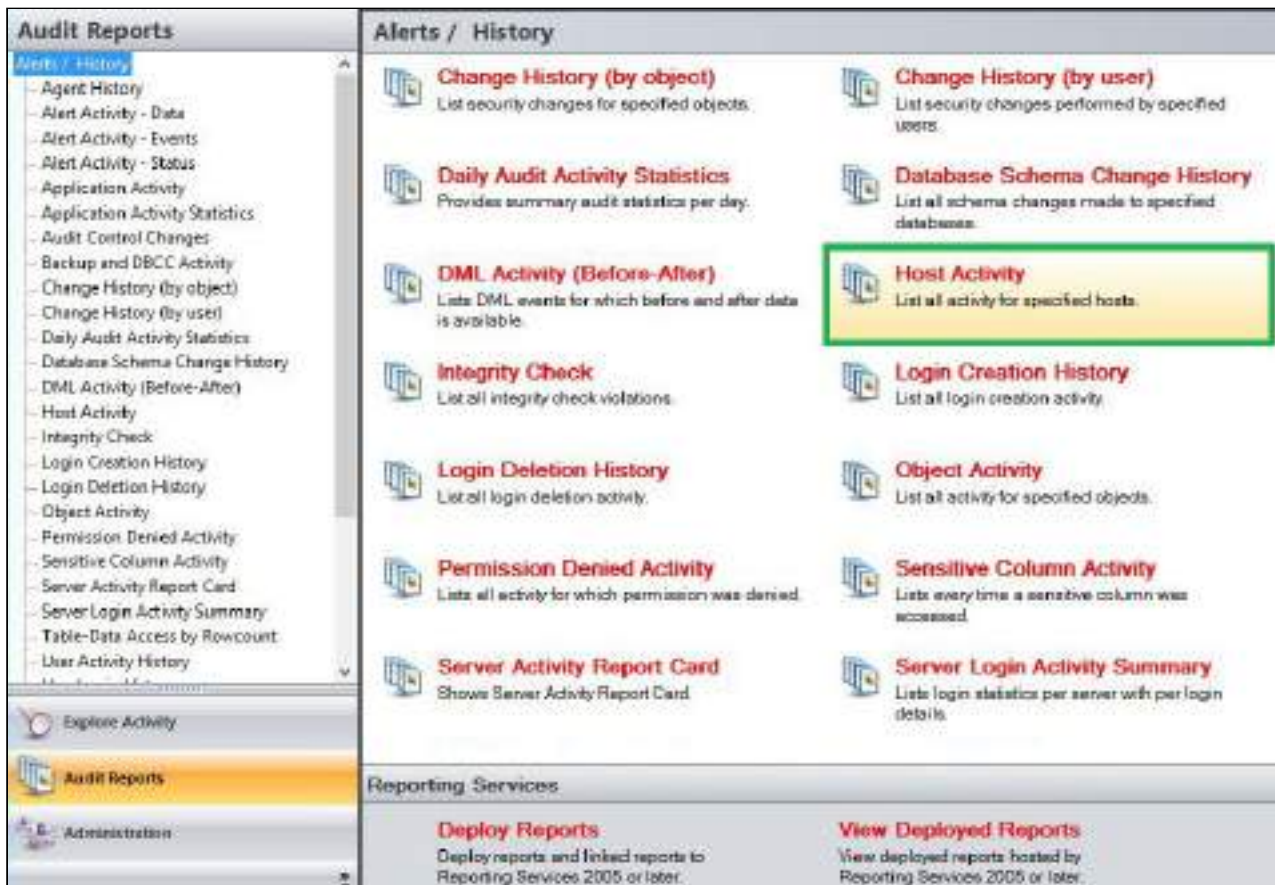 Audit Reports
Alerts / History
Agent History
Alert Activity - Data
Alert Activity - Events
Alert Activity - Status
Application Activity
Application Activity Statistics
Audit Control Changes
Backup and DBCC Activity
Change History (by object)
Change History (by user)
Daily Audit Activity Statistics
Database Schema Change History
DML Activity (Before-After)
Host Activity
Integrity Check
Login Creation History
Login Deletion History
Object Activity
Permission Denied Activity
Sensitive Column Activity
Server Activity Report Card
Server Login Activity Summary
Table-Data Access by Rowcount
User Activity History
Explore Activity
Audit Reports
Administration
Alerts / History
Change History (by object)
List security changes for specified objects.
Change History (by user)
List security changes performed by specified
users.
Daily Audit Activity Statistics
Provides summary audit statistics per day.
Database Schema Change History
List all schema changes made to specified
databases.
DML Activity (Before-After)
Lists DML events for which before and after data
is available.
Host Activity
List all activity for specified hosts.
Integrity Check
List all integrity check violations.
Login Creation History
List all login creation activity.
Login Deletion History
List all login deletion activity.
Object Activity
List all activity for specified objects.
Permission Denied Activity
Lists all activity for which permission was denied.
Sensitive Column Activity
Lists every time a sensitive column was
accessed.
Server Activity Report Card
Shows Server Activity Report Card.
Server Login Activity Summary
Lists login statistics per server with per login
details.
Reporting Services
Deploy Reports
Deploy reports and linked reports to
Reporting Services 2005 or later.
View Deployed Reports
View deployed reports hosted by
Reporting Services 2005 or later.